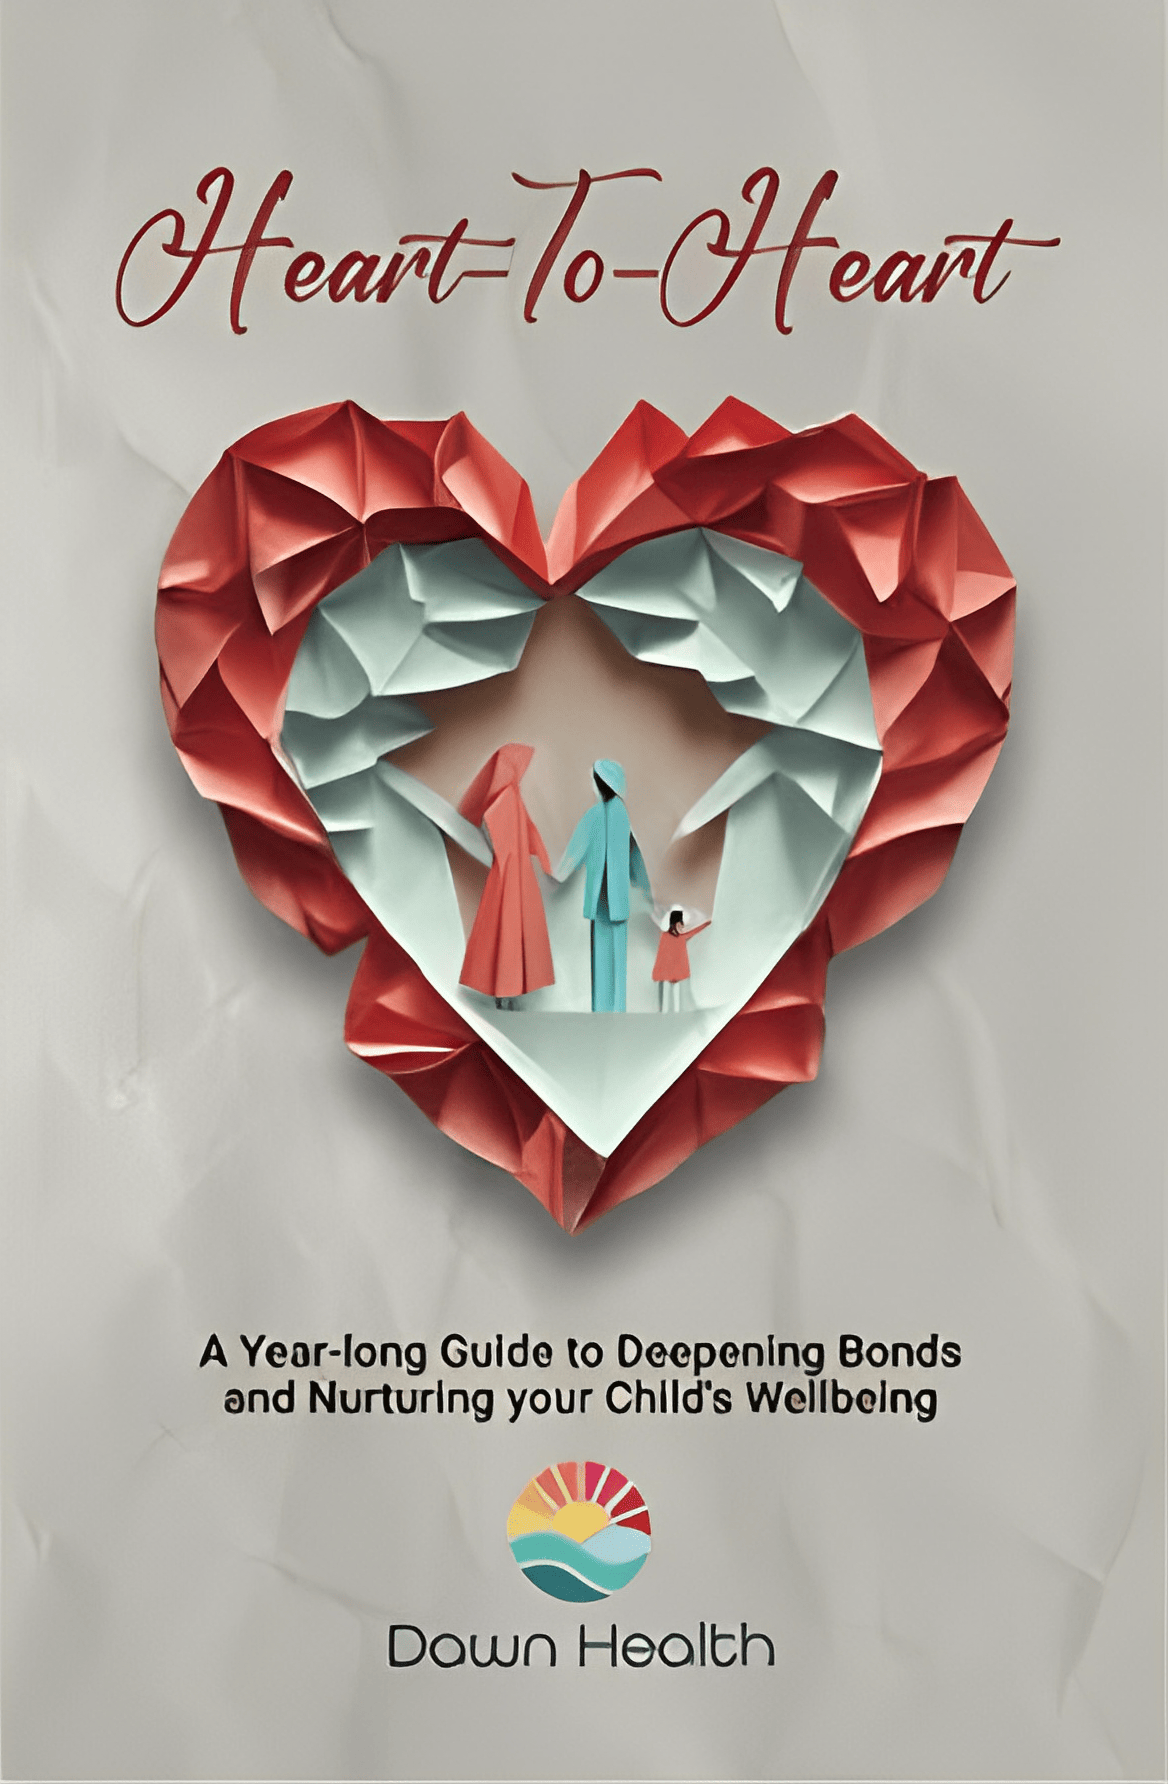 Heart-To-Heart
A Year-long Guide to Deepening Bonds
and Nurturing your Child's Wellbeing
Dawn Health